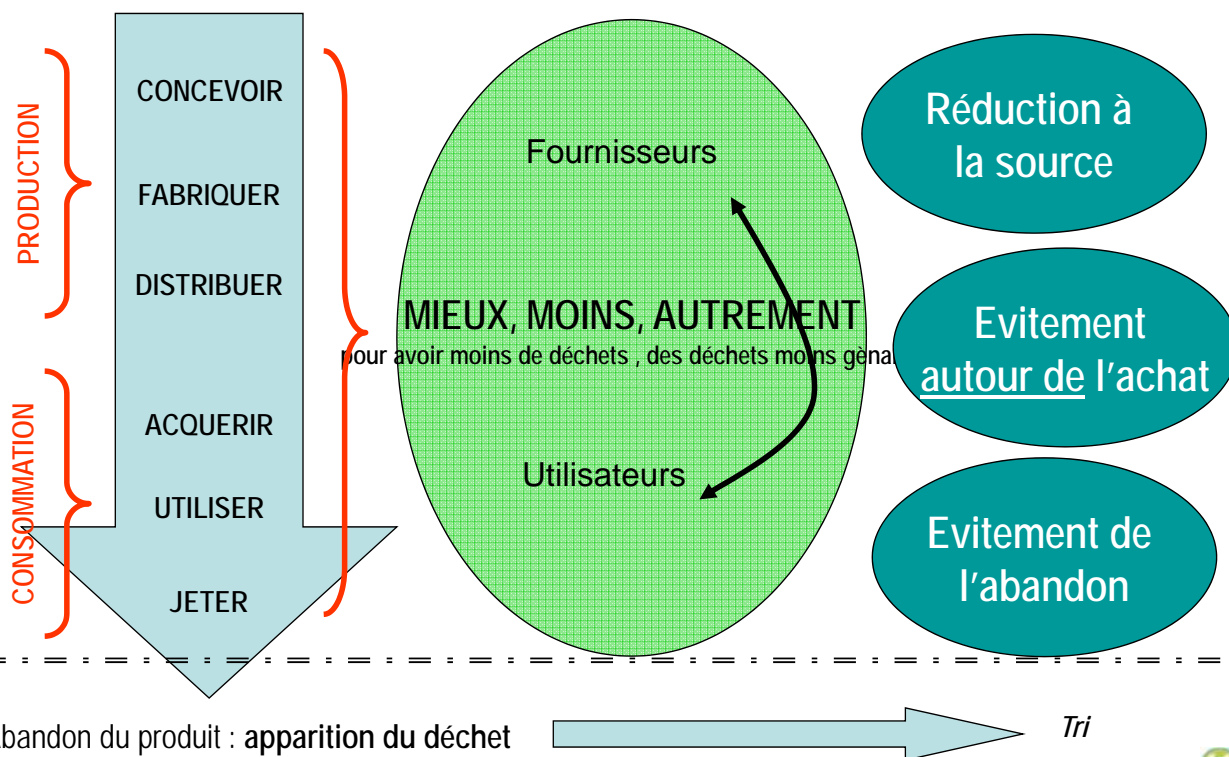 PRODUCTION
CONCEVOIR
FABRIQUER
DISTRIBUER
CONSOMMATION
ACQUERIR
UTILISER
JETER
Fournisseurs
MIEUX, MOINS, AUTREMENT
pour avoir moins de déchets , des déchets moins gèna
Utilisateurs
Réduction à
la source
Evitement
autour de l'achat
Evitement de
l'abandon
bandon du produit : apparition du déchet
Tri